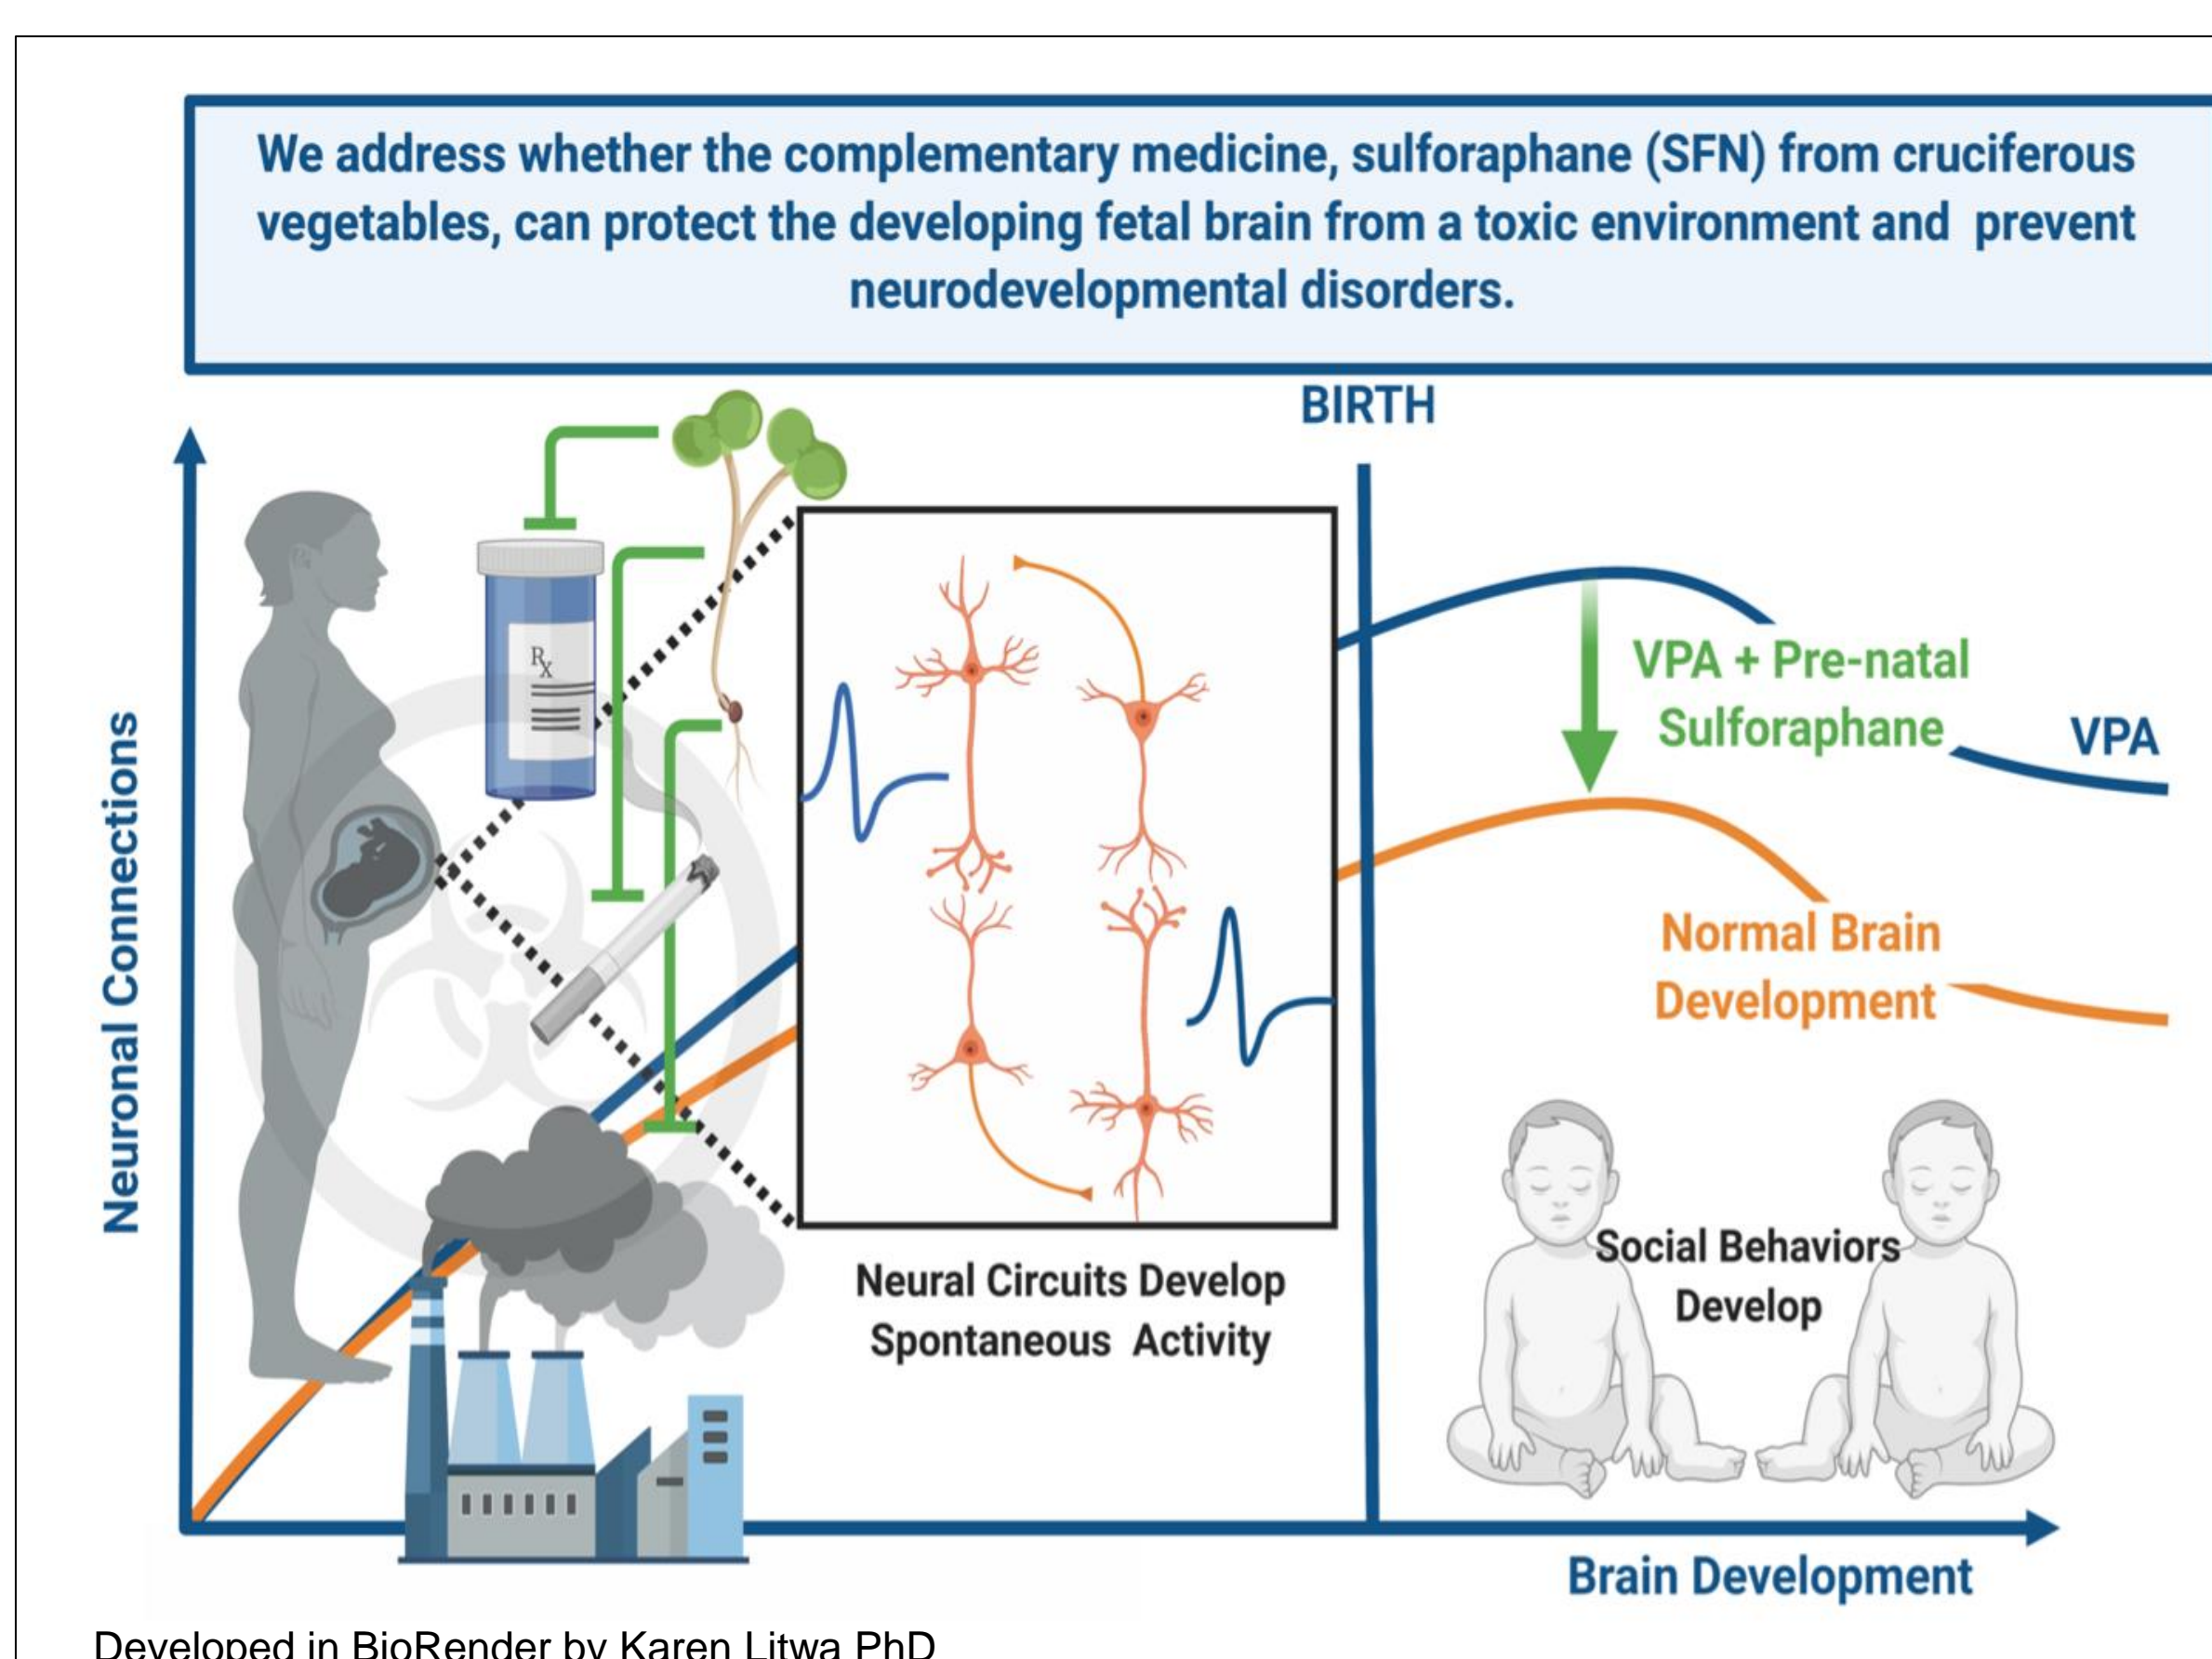 We address whether the complementary medicine, sulforaphane (SFN) from cruciferous
vegetables, can protect the developing fetal brain from a toxic environment and prevent
neurodevelopmental disorders.
BIRTH
Rx
VPA + Pre-natal
Sulforaphane
VPA
Neuronal Connections
Normal Brain
Development
Neural Circuits Develop
Spontaneous Activity
Social Behaviors
Develop
Brain Development
Developed in BioRender by Karen Litwa PhD